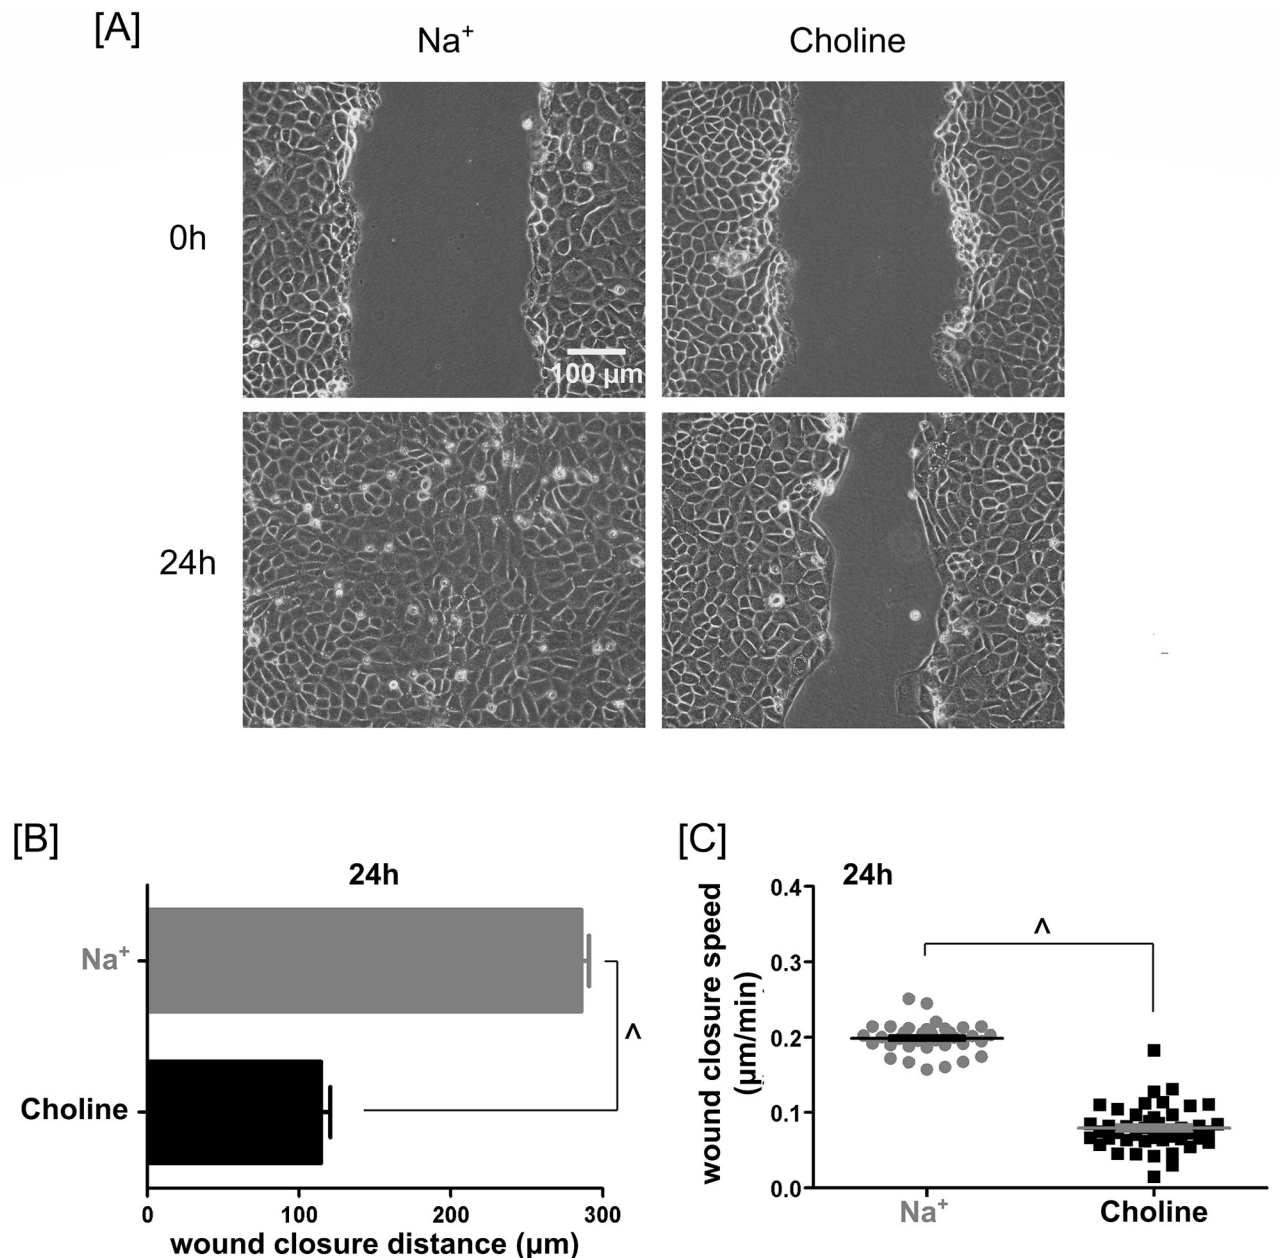 [A]
Na⁺
Choline
0h
100 µm
24h
[B]
24h
Na⁺
Choline
^
0
100
200
300
wound closure distance (µm)
[C]
24h
wound closure speed
(µm/min)
0.4
0.3
0.2
0.1
0.0
^
Na⁺
Choline